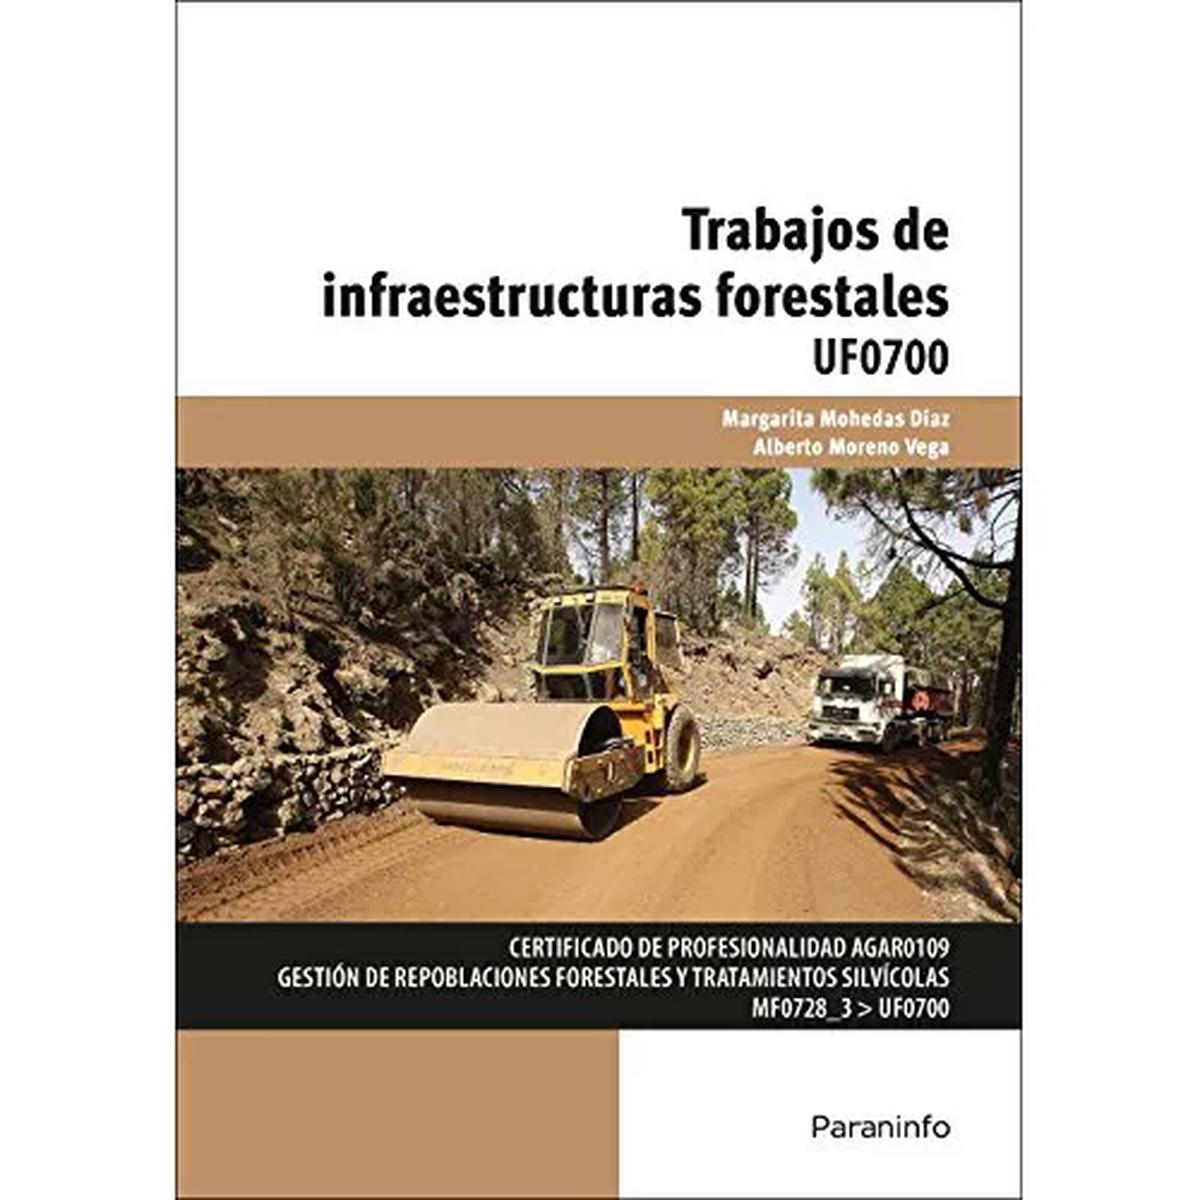 Trabajos de
infraestructuras forestales
UF0700
Margarita Mohedas Díaz
Alberto Moreno Vega
CERTIFICADO DE PROFESIONALIDAD AGAR0109
GESTIÓN DE REPOBLACIONES FORESTALES Y TRATAMIENTOS SILVÍCOLAS
MF0728_3 > UF0700
Paraninfo